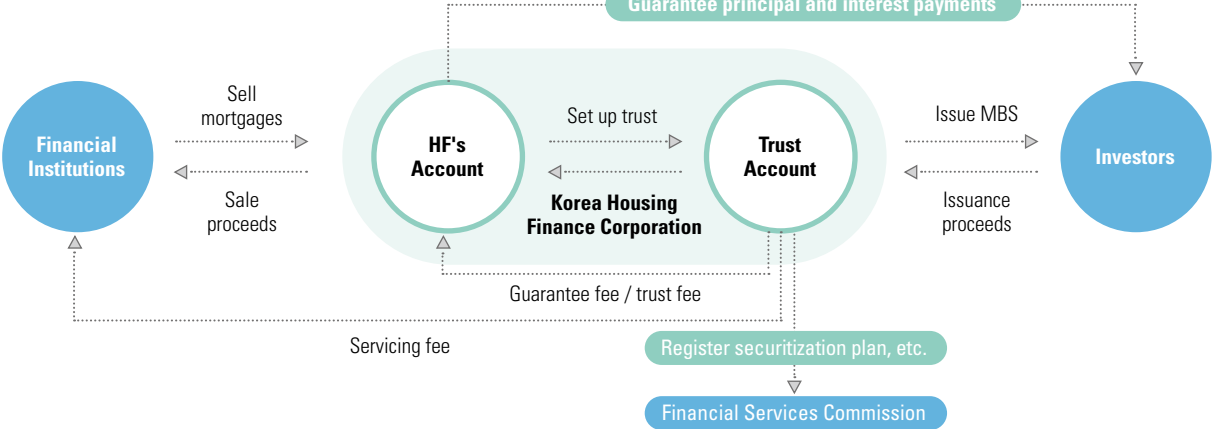 Guarantee principal and interest payments
Sell
mortgages
Financial
Institutions
Sale
proceeds
HF's
Account
Set up trust
Korea Housing
Finance Corporation
Trust
Account
Issue MBS
Issuance
proceeds
Investors
Guarantee fee / trust fee
Servicing fee
Register securitization plan, etc.
Financial Services Commission